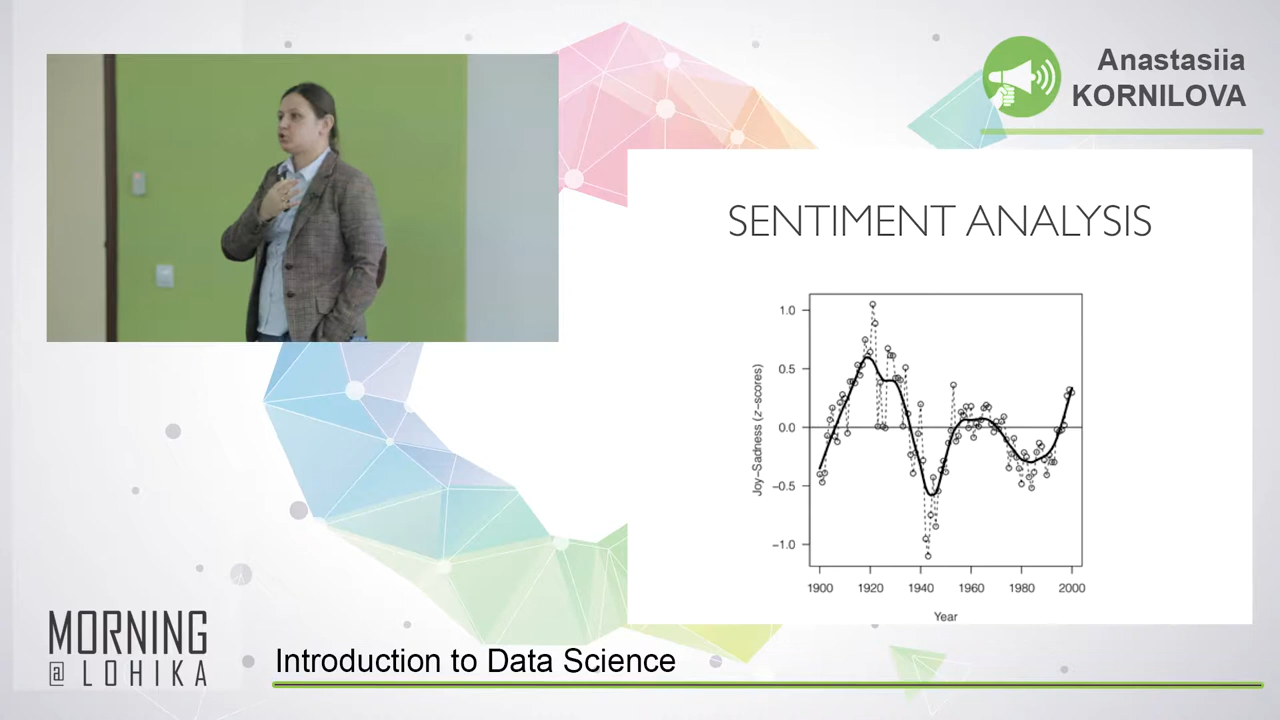 Anastasiia
KORNILOVA
SENTIMENT ANALYSIS
1.0
0.5
0.0
−0.5
−1.0
Joy−Sadness (z−scores)
1900 1920 1940 1960 1980 2000
Year
MORNING
@ LOHIKA
Introduction to Data Science